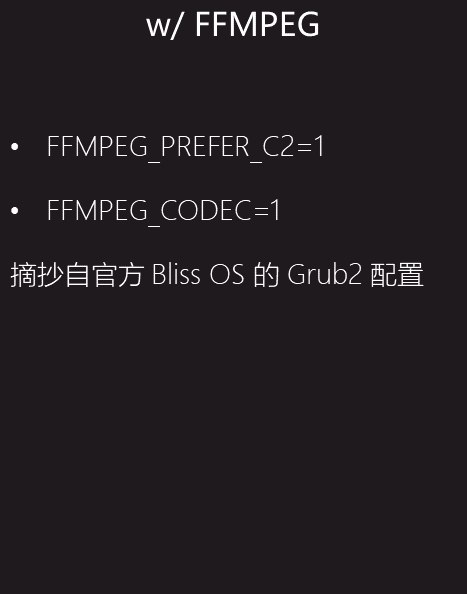 w/ FFMPEG
• FFMPEG_PREFER_C2=1
• FFMPEG_CODEC=1
摘抄自官方 Bliss OS 的 Grub2 配置